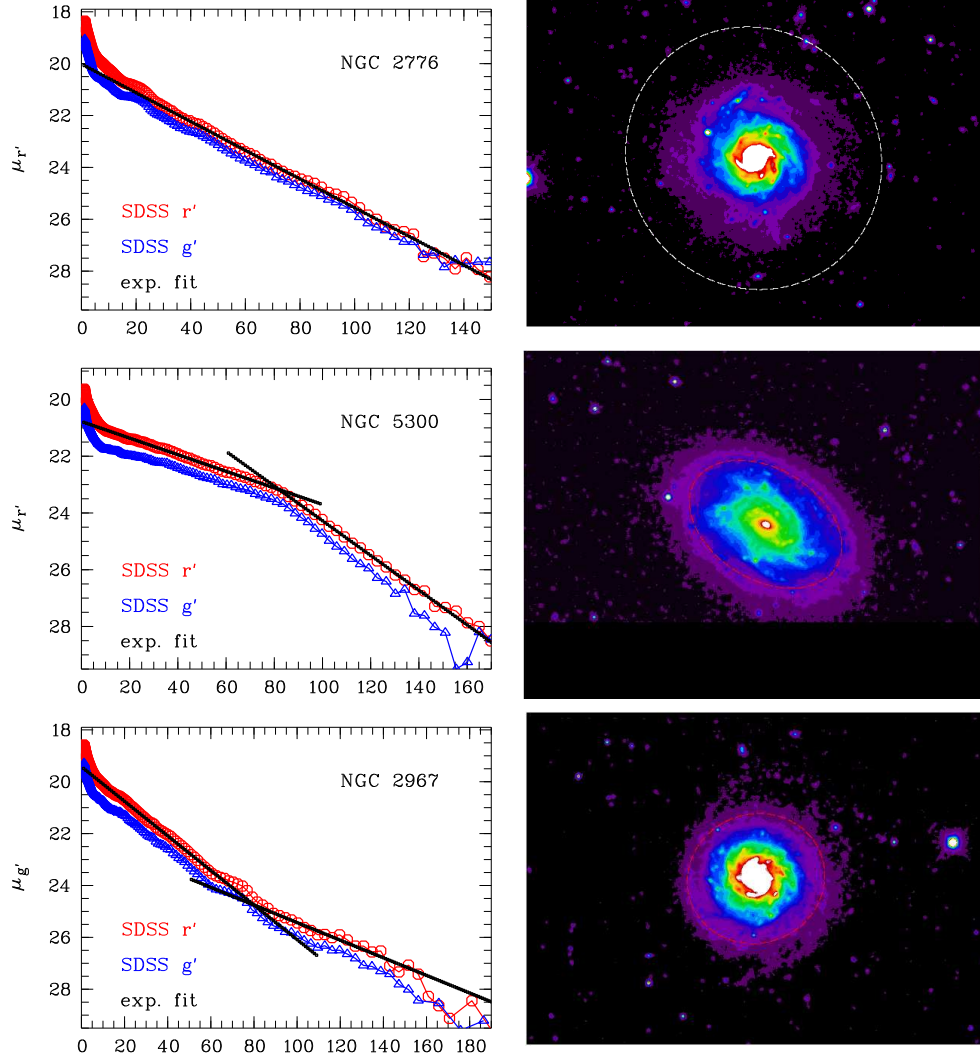 18
20
22
24
26
28
μr′
NGC 2776
SDSS r′
SDSS g′
exp. fit
0 20 40 60 80 100 120 140
20
22
24
26
28
μr′
NGC 5300
SDSS r′
SDSS g′
exp. fit
0 20 40 60 80 100 120 140 160
18
20
22
24
26
28
μg′
NGC 2967
SDSS r′
SDSS g′
exp. fit
0 20 40 60 80 100 120 140 160 180